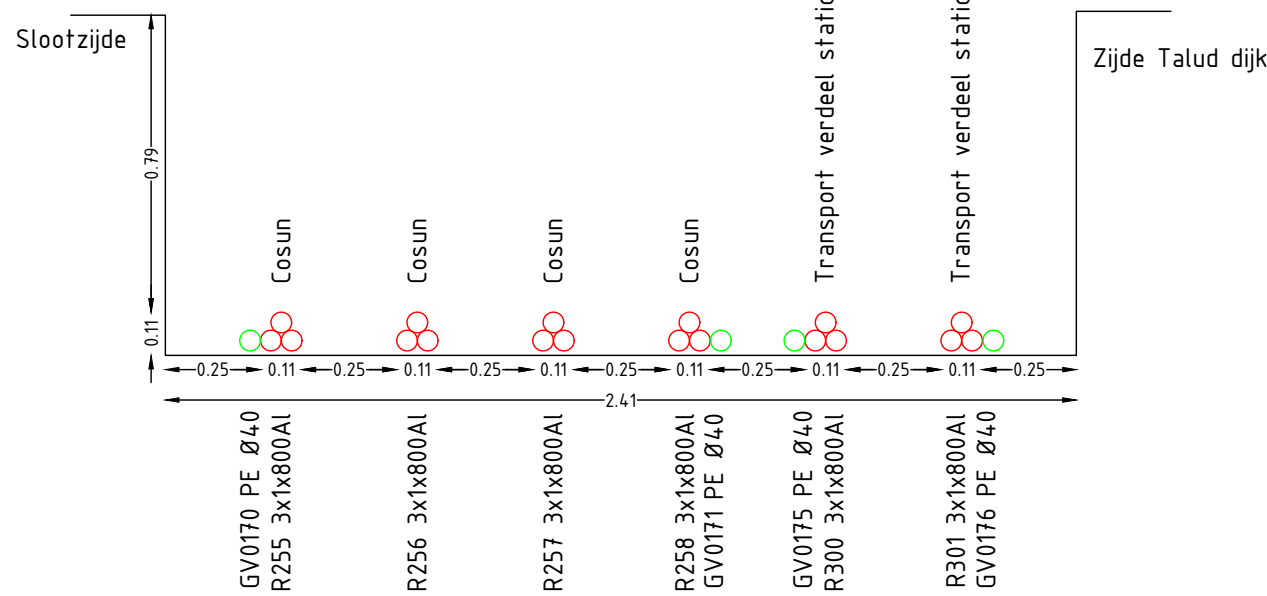 Slootzijde
Zijde Talud dijk
0.79
0.11
Cosun
Cosun
Cosun
Cosun
Transport verdeel
Transport verdeel
0.25
0.11
0.25
0.11
0.25
0.11
0.25
0.11
0.25
0.11
0.25
0.11
0.25
2.41
GV0170 PE Ø40
R255 3x1x800Al
R256 3x1x800Al
R257 3x1x800Al
R258 3x1x800Al
GV0171 PE Ø40
GV0175 PE Ø40
R300 3x1x800Al
R301 3x1x800Al
GV0176 PE Ø40